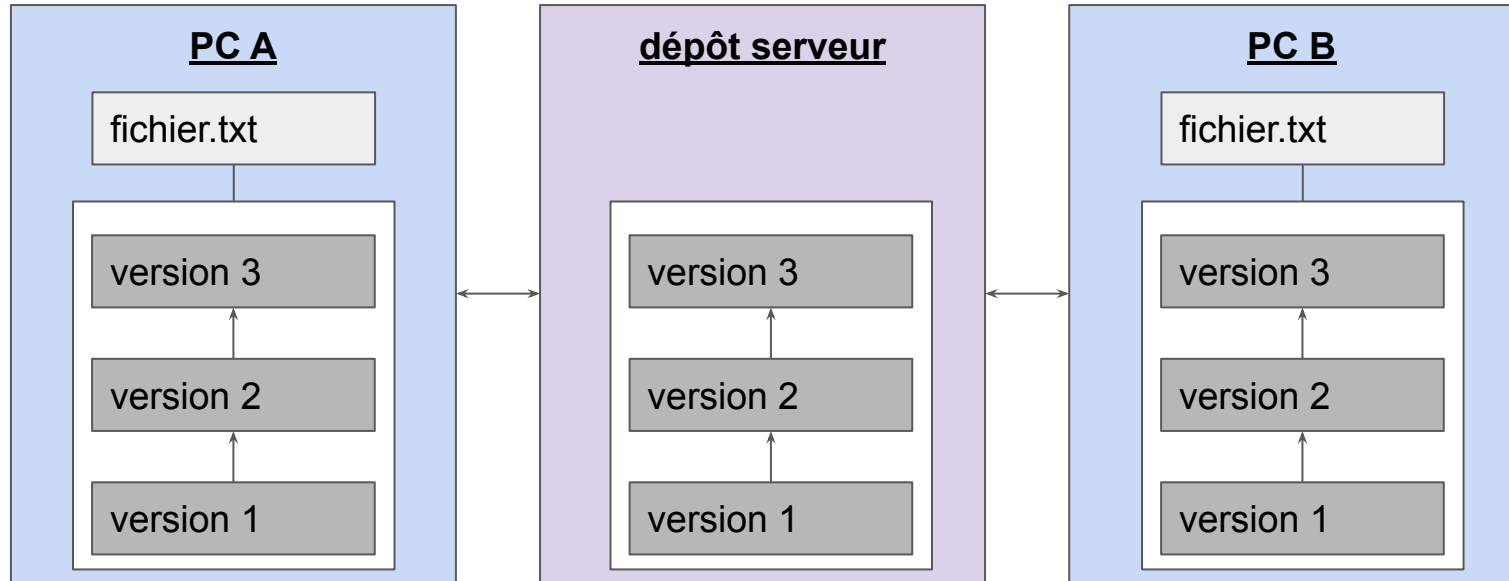 PC A
fichier.txt
version 3
version 2
version 1
dépôt serveur
version 3
version 2
version 1
PC B
fichier.txt
version 3
version 2
version 1